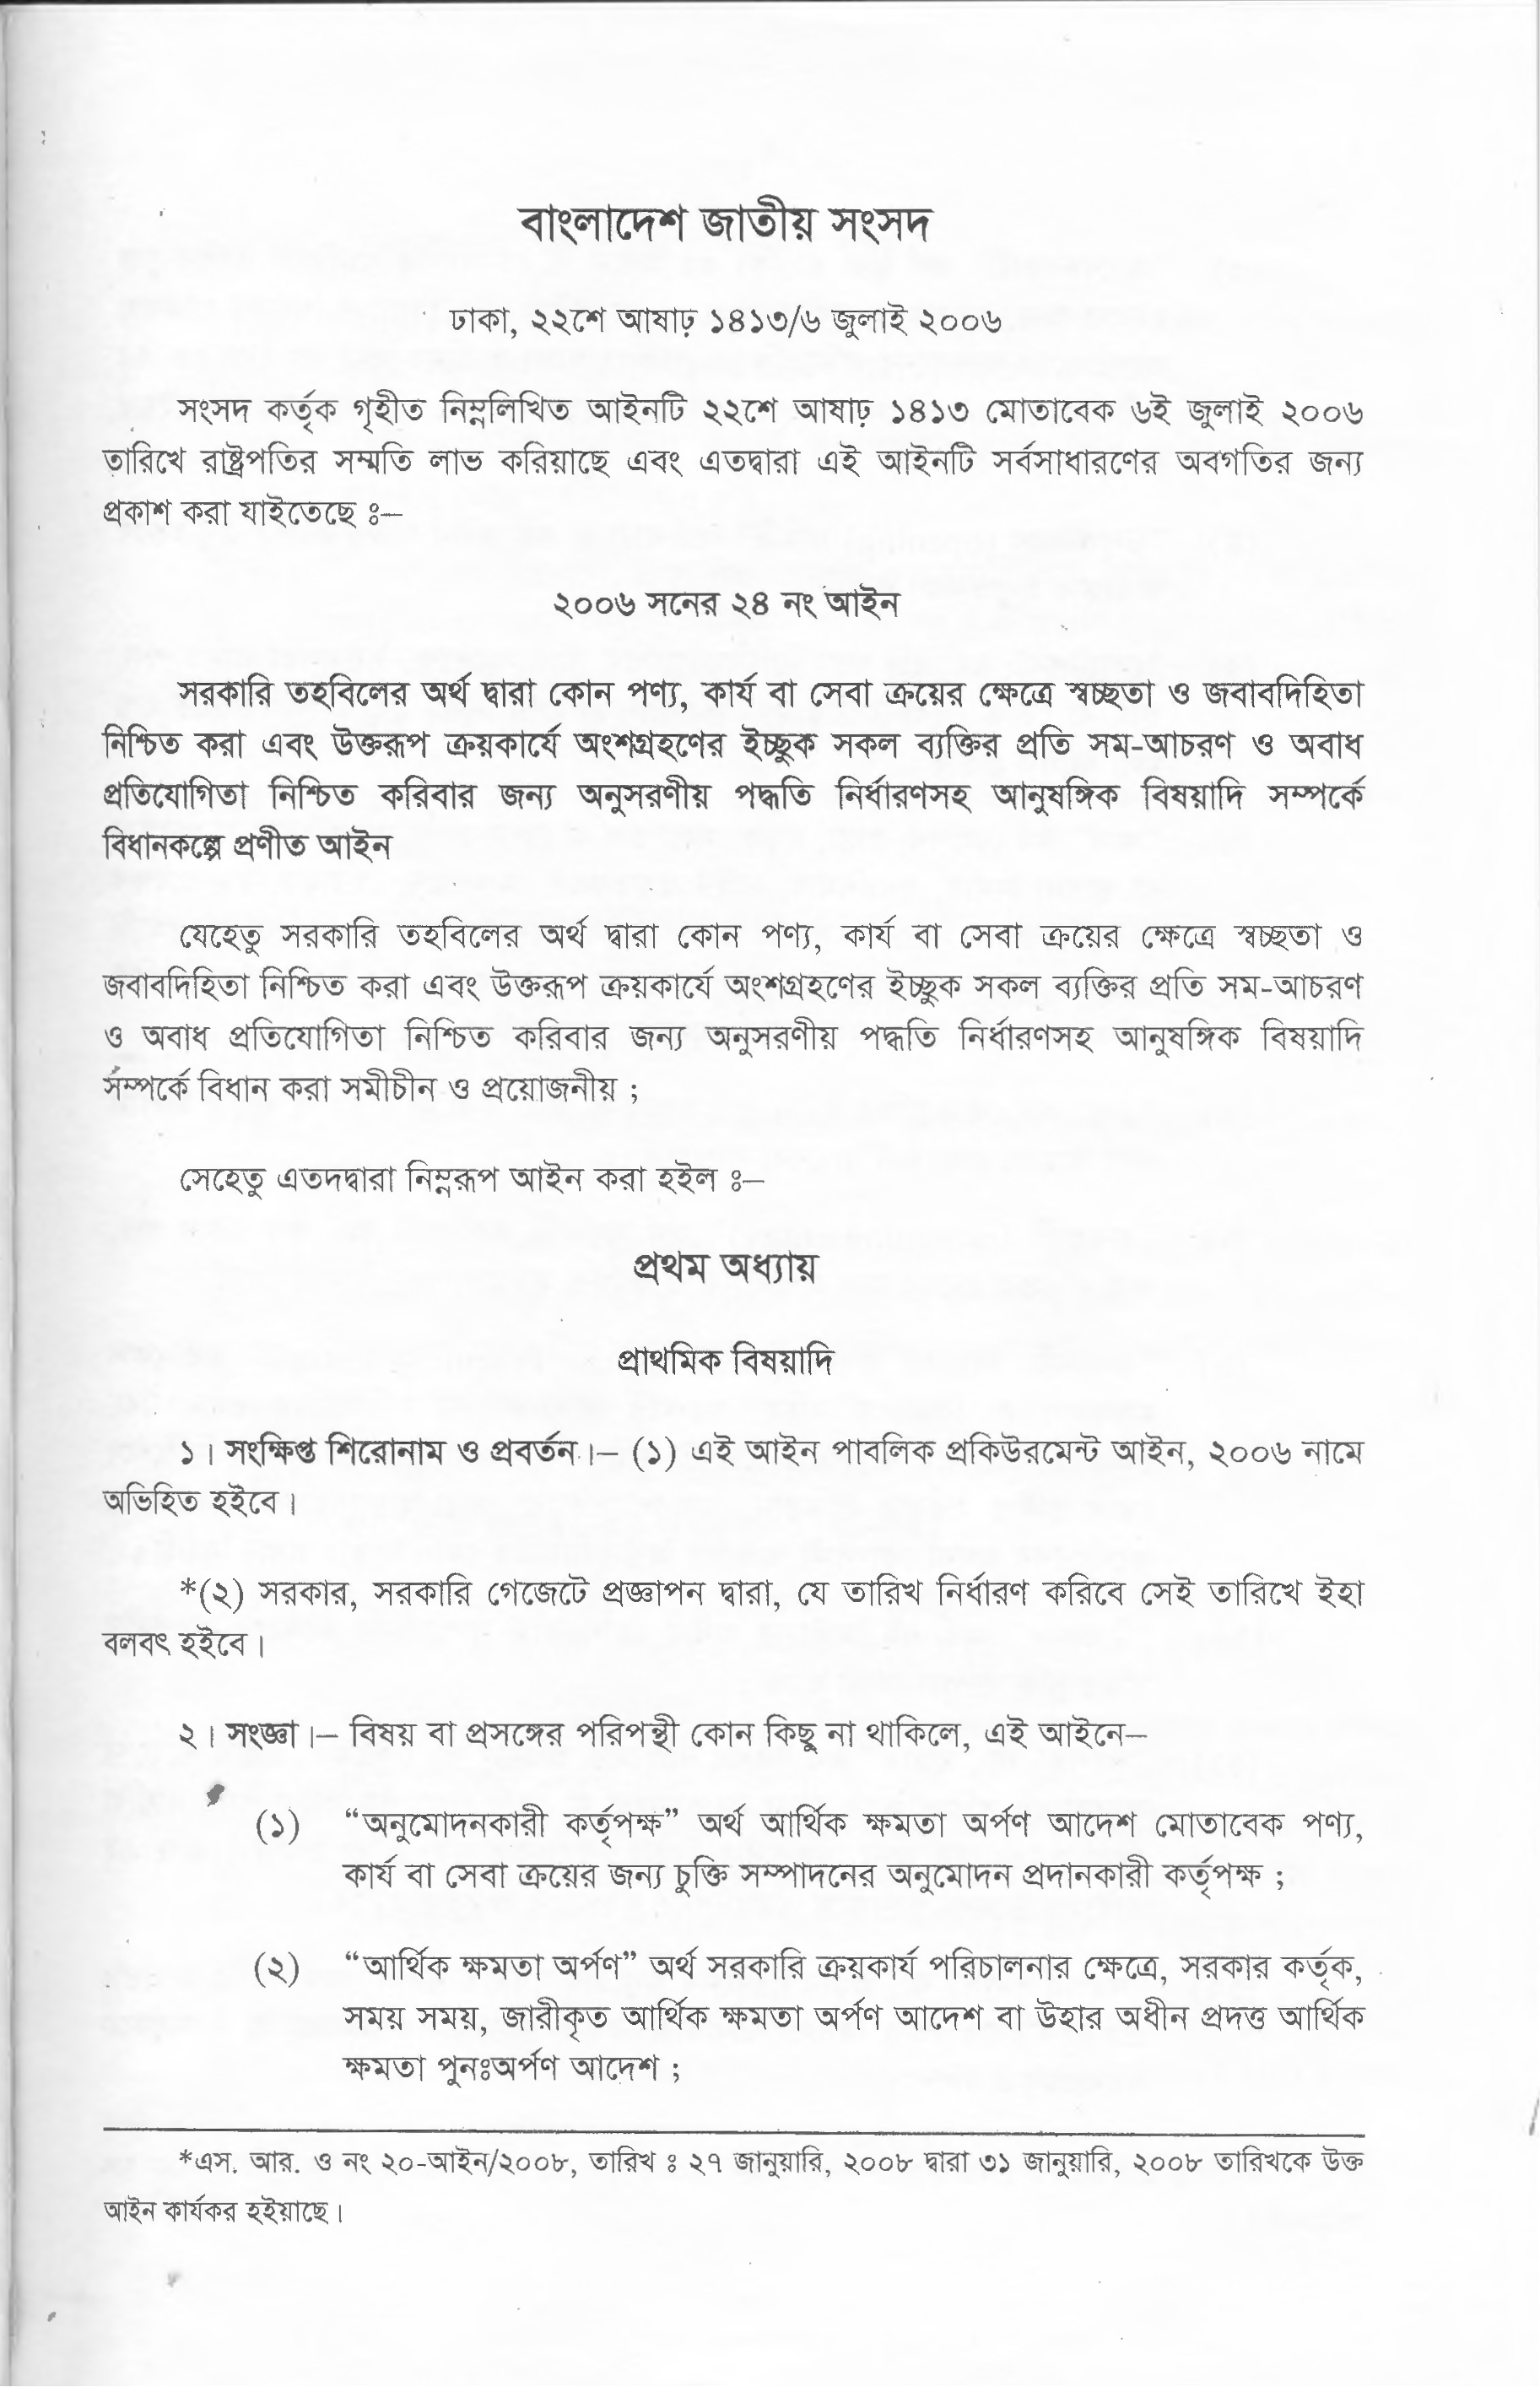 বাংলাদেশ জাতীয় সংসদ
ঢাকা, ২২শে আষাঢ় ১৪১৩/৬ জুলাই ২০০৬
সংসদ কর্তৃক গৃহীত নিম্নলিখিত আইনটি ২২শে আষাঢ় ১৪১৩ মোতাবেক ৬ই জুলাই ২০০৬
তারিখে রাষ্ট্রপতির সম্মতি লাভ করিয়াছে এবং এতদ্বারা এই আইনটি সর্বসাধারণের অবগতির জন্য
প্রকাশ করা যাইতেছে ঃ–
২০০৬ সনের ২৪ নং আইন
সরকারি তহবিলের অর্থ দ্বারা কোন পণ্য, কার্য বা সেবা ক্রয়ের ক্ষেত্রে স্বচ্ছতা ও জবাবদিহিতা
নিশ্চিত করা এবং উক্তরূপ ক্রয়কার্যে অংশগ্রহণের ইচ্ছুক সকল ব্যক্তির প্রতি সম-আচরণ ও অবাধ
প্রতিযোগিতা নিশ্চিত করিবার জন্য অনুসরণীয় পদ্ধতি নির্ধারণসহ আনুষঙ্গিক বিষয়াদি সম্পর্কে
বিধানকল্পে প্রণীত আইন
যেহেতু সরকারি তহবিলের অর্থ দ্বারা কোন পণ্য, কার্য বা সেবা ক্রয়ের ক্ষেত্রে স্বচ্ছতা ও
জবাবদিহিতা নিশ্চিত করা এবং উক্তরূপ ক্রয়কার্যে অংশগ্রহণের ইচ্ছুক সকল ব্যক্তির প্রতি সম-আচরণ
ও অবাধ প্রতিযোগিতা নিশ্চিত করিবার জন্য অনুসরণীয় পদ্ধতি নির্ধারণসহ আনুষঙ্গিক বিষয়াদি
সম্পর্কে বিধান করা সমীচীন ও প্রয়োজনীয় ;
সেহেতু এতদদ্বারা নিম্নরূপ আইন করা হইল ঃ–
প্রথম অধ্যায়
প্রাথমিক বিষয়াদি
১। সংক্ষিপ্ত শিরোনাম ও প্রবর্তন।– (১) এই আইন পাবলিক প্রকিউরমেন্ট আইন, ২০০৬ নামে
অভিহিত হইবে।
*(২) সরকার, সরকারি গেজেটে প্রজ্ঞাপন দ্বারা, যে তারিখ নির্ধারণ করিবে সেই তারিখে ইহা
বলবৎ হইবে।
২। সংজ্ঞা।– বিষয় বা প্রসঙ্গের পরিপন্থী কোন কিছু না থাকিলে, এই আইনে–
(১) “অনুমোদনকারী কর্তৃপক্ষ” অর্থ আর্থিক ক্ষমতা অর্পণ আদেশ মোতাবেক পণ্য,
কার্য বা সেবা ক্রয়ের জন্য চুক্তি সম্পাদনের অনুমোদন প্রদানকারী কর্তৃপক্ষ ;
(২) “আর্থিক ক্ষমতা অর্পণ” অর্থ সরকারি ক্রয়কার্য পরিচালনার ক্ষেত্রে, সরকার কর্তৃক,
সময় সময়, জারীকৃত আর্থিক ক্ষমতা অর্পণ আদেশ বা উহার অধীন প্রদত্ত আর্থিক
ক্ষমতা পুনঃঅর্পণ আদেশ ;
*এস. আর. ও নং ২০-আইন/২০০৮, তারিখ ঃ ২৭ জানুয়ারি, ২০০৮ দ্বারা ৩১ জানুয়ারি, ২০০৮ তারিখকে উক্ত
আইন কার্যকর হইয়াছে।